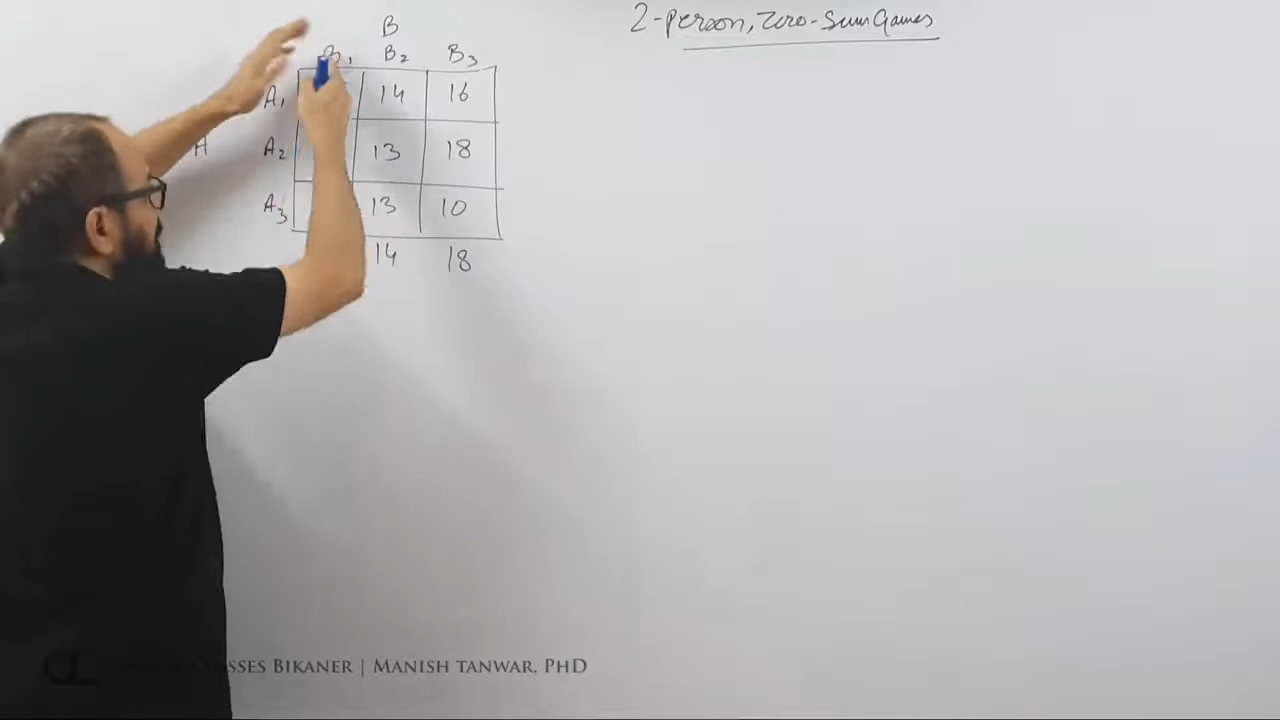 2-person, Zero-Sum Games
B
B₁ B₂ B₃
A₁ 14 16
A A₂ 13 18
A₃ 13 10
14 18
SSES BIKANER | MANISH TANWAR, PHD